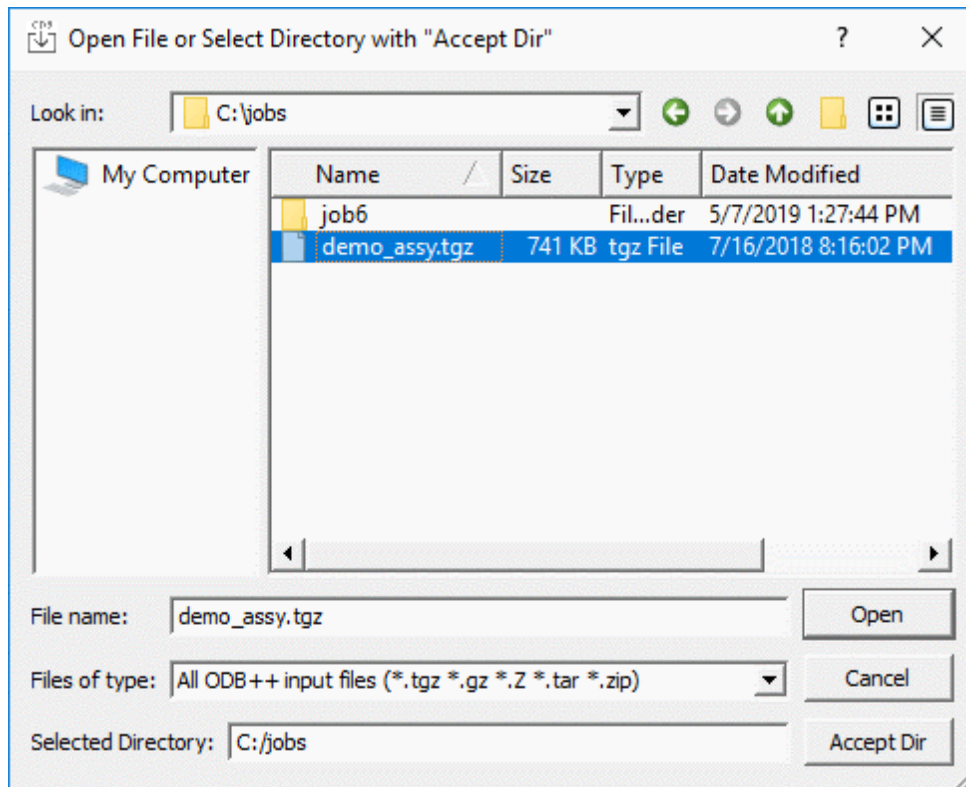 CDS
Open File or Select Directory with "Accept Dir" ?
Look in: C:\jobs
My Computer
Name Size Type Date Modified
job6 Fil...der 5/7/2019 1:27:44 PM
demo_assy.tgz 741 KB tgz File 7/16/2018 8:16:02 PM
File name: demo_assy.tgz Open
Files of type: All ODB++ input files (*.tgz *.gz *.Z *.tar *.zip) Cancel
Selected Directory: C:/jobs Accept Dir